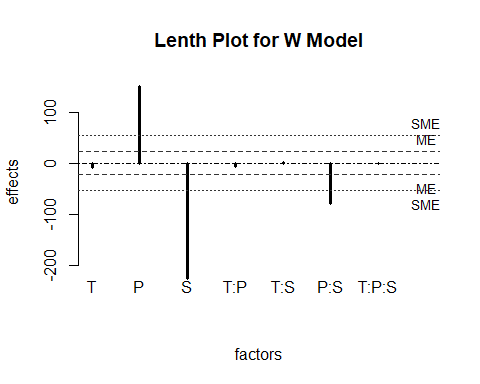 Lenth Plot for W Model
effects
100
0
-100
-200
SME
ME
ME
SME
T P S T:P T:S P:S T:P:S
factors